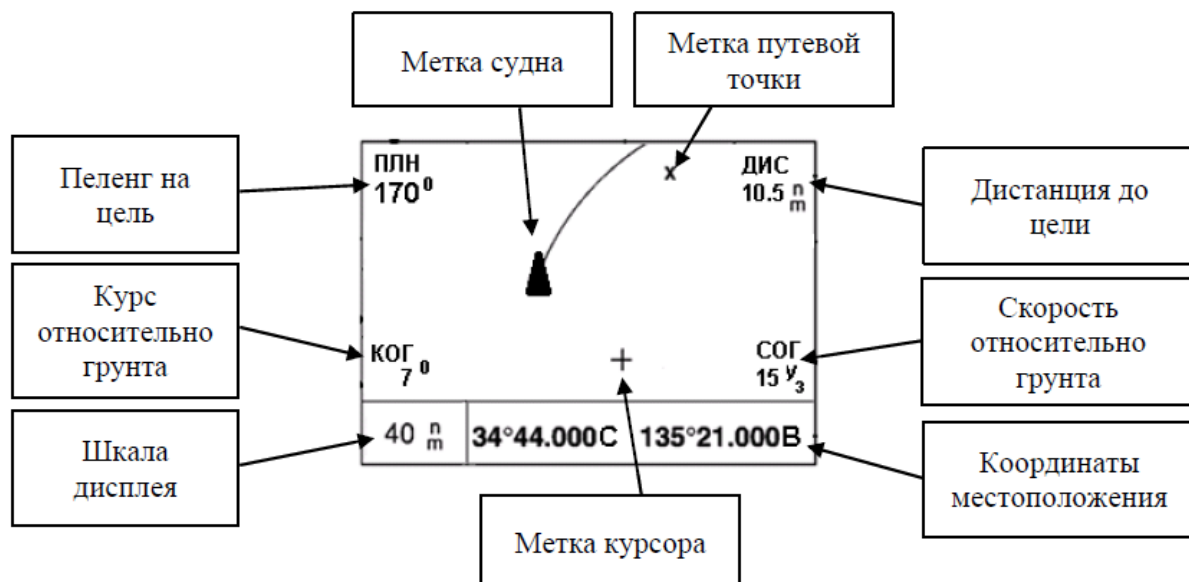 Метка судна
Метка путевой
точки
Пеленг на
цель
ПЛН
170⁰
ДИС
10.5 n
m
Дистанция до
цели
Курс
относительно
грунта
КОГ
7 ⁰
СОГ
15 У
З
Скорость
относительно
грунта
Шкала
дисплея
40 n
m
34°44.000С 135°21.000В
Координаты
местоположения
Метка курсора
x